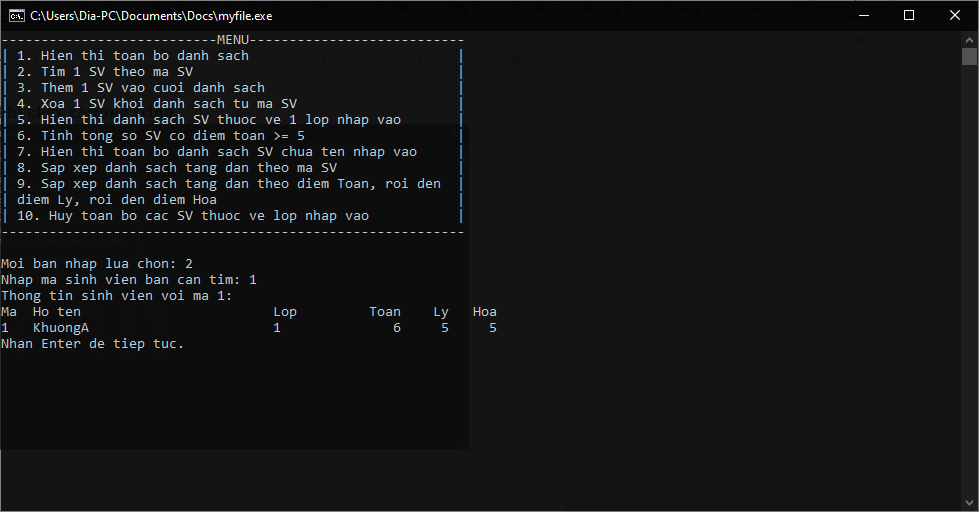 C:\Users\Dia-PC\Documents\Docs\myfile.exe
---------------------------MENU---------------------------
| 1. Hien thi toan bo danh sach                          |
| 2. Tim 1 SV theo ma SV                                 |
| 3. Them 1 SV vao cuoi danh sach                        |
| 4. Xoa 1 SV khoi danh sach tu ma SV                    |
| 5. Hien thi danh sach SV thuoc ve 1 lop nhap vao       |
| 6. Tinh tong so SV co diem toan >= 5                   |
| 7. Hien thi toan bo danh sach SV chua ten nhap vao     |
| 8. Sap xep danh sach tang dan theo ma SV               |
| 9. Sap xep danh sach tang dan theo diem Toan, roi den  |
| diem Ly, roi den diem Hoa                              |
| 10. Huy toan bo cac SV thuoc ve lop nhap vao           |
----------------------------------------------------------
Moi ban nhap lua chon: 2
Nhap ma sinh vien ban can tim: 1
Thong tin sinh vien voi ma 1:
Ma  Ho ten                        Lop         Toan    Ly   Hoa
1   KhuongA                       1              6     5     5
Nhan Enter de tiep tuc.